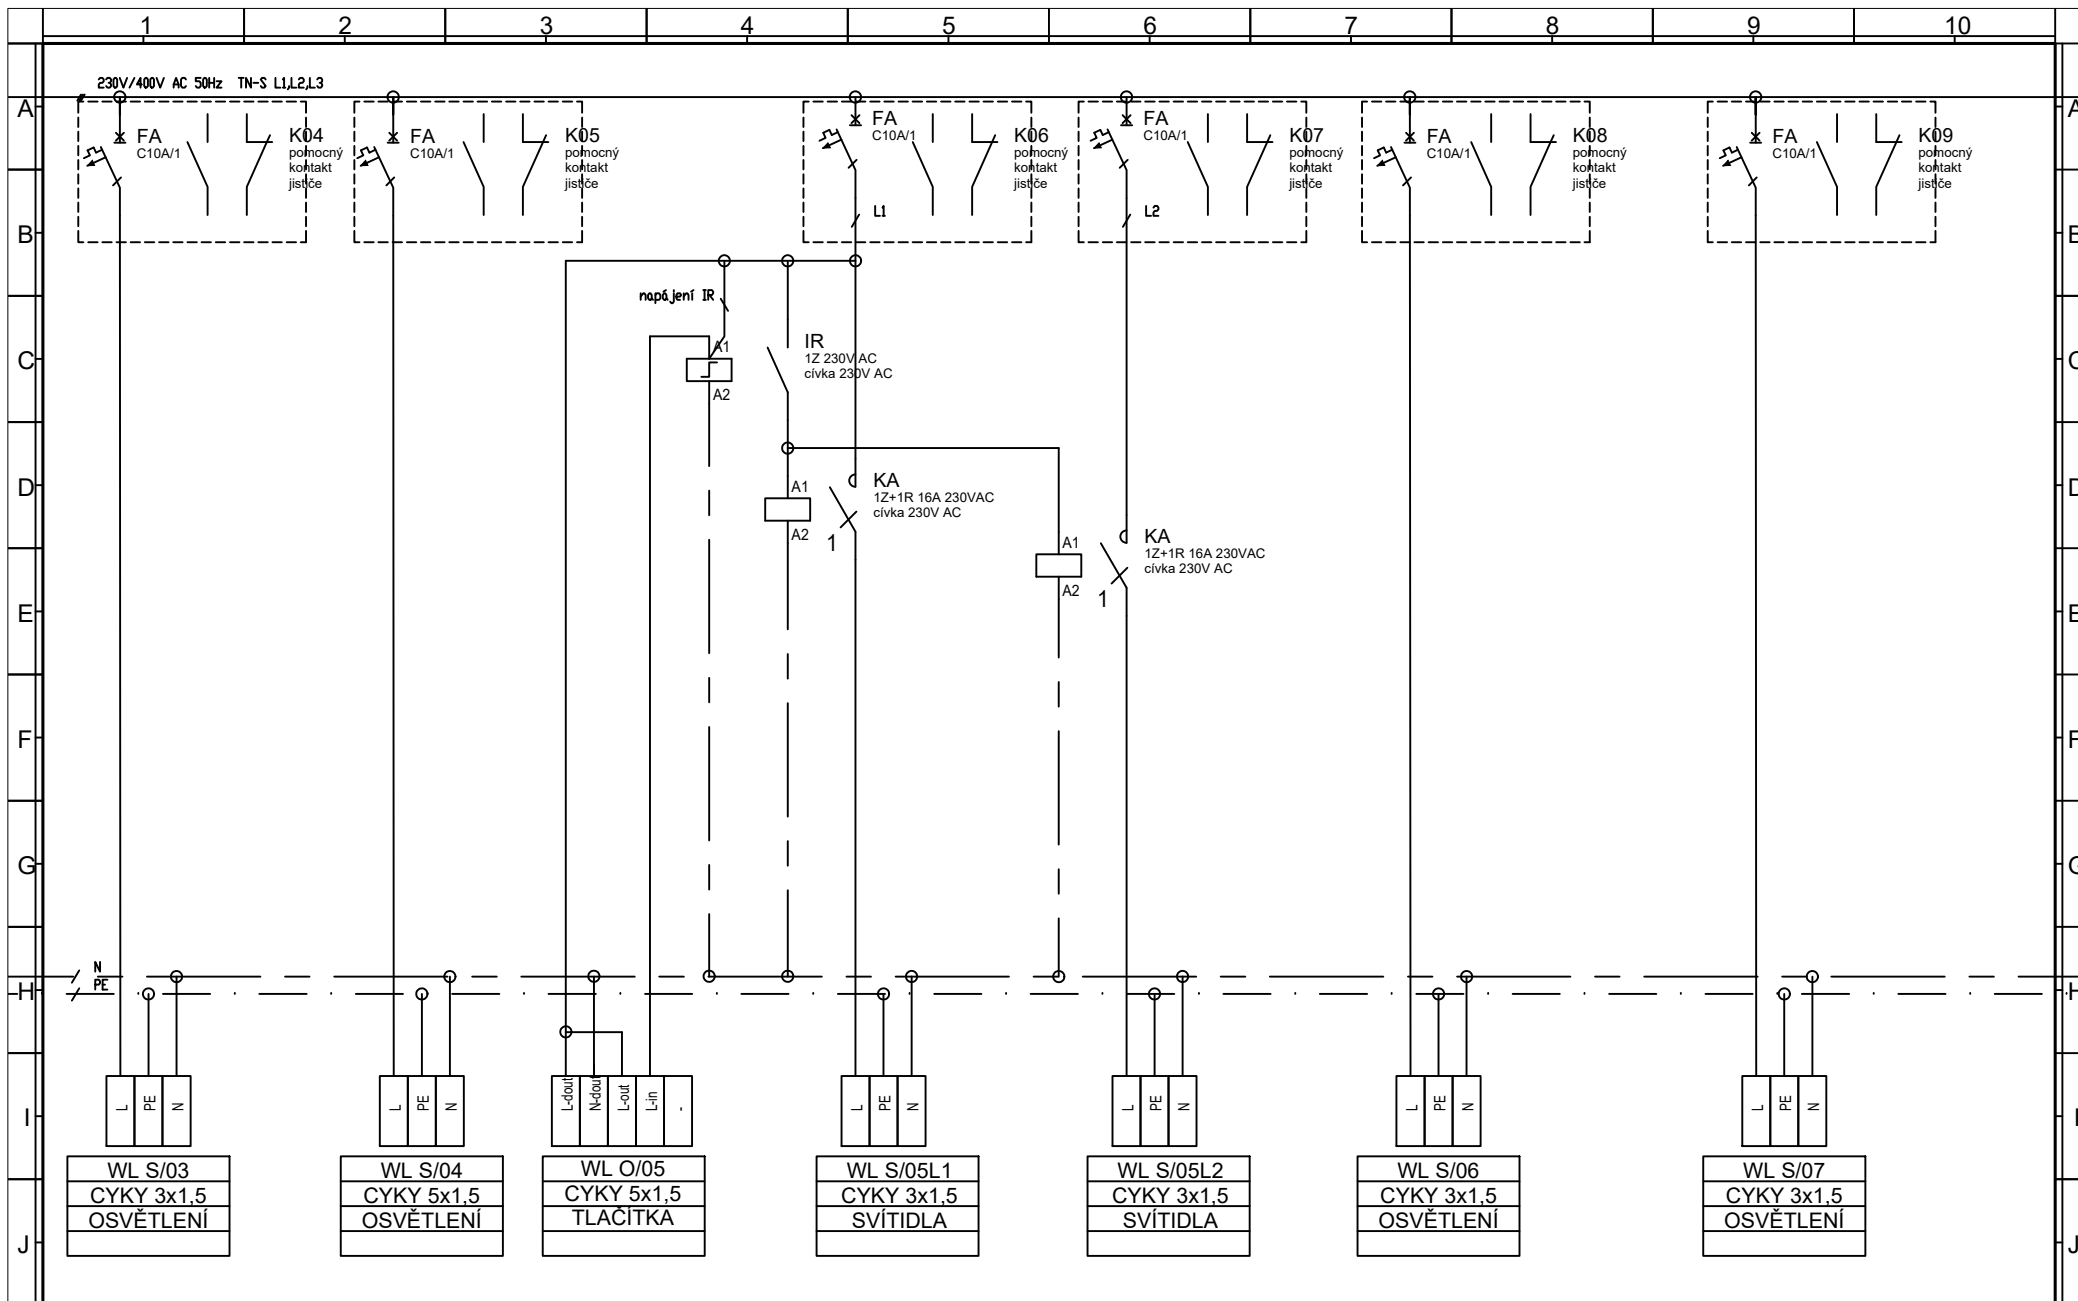 1 2 3 4 5 6 7 8 9 10
230V/400V AC 50Hz TN-S L1,L2,L3
A A
FA
C10A/1
K04
pomocný
kontakt
jističe
FA
C10A/1
K05
pomocný
kontakt
jističe
FA
C10A/1
K06
pomocný
kontakt
jističe
FA
C10A/1
K07
pomocný
kontakt
jističe
FA
C10A/1
K08
pomocný
kontakt
jističe
FA
C10A/1
K09
pomocný
kontakt
jističe
L1
L2
B B
napájení IR
C C
A1
A2
IR
1Z 230V AC
cívka 230V AC
D D
A1
A2
KA
1Z+1R 16A 230VAC
cívka 230V AC
1
A1
A2
KA
1Z+1R 16A 230VAC
cívka 230V AC
1
E E
F F
G G
N
PE
H H
I I
L PE N
L PE N
L-dout N-dout L-out L-in -
L PE N
L PE N
L PE N
L PE N
WL S/03
CYKY 3x1,5
OSVĚTLENÍ
WL S/04
CYKY 5x1,5
OSVĚTLENÍ
WL O/05
CYKY 5x1,5
TLAČÍTKA
WL S/05L1
CYKY 3x1,5
SVÍTIDLA
WL S/05L2
CYKY 3x1,5
SVÍTIDLA
WL S/06
CYKY 3x1,5
OSVĚTLENÍ
WL S/07
CYKY 3x1,5
OSVĚTLENÍ
J J